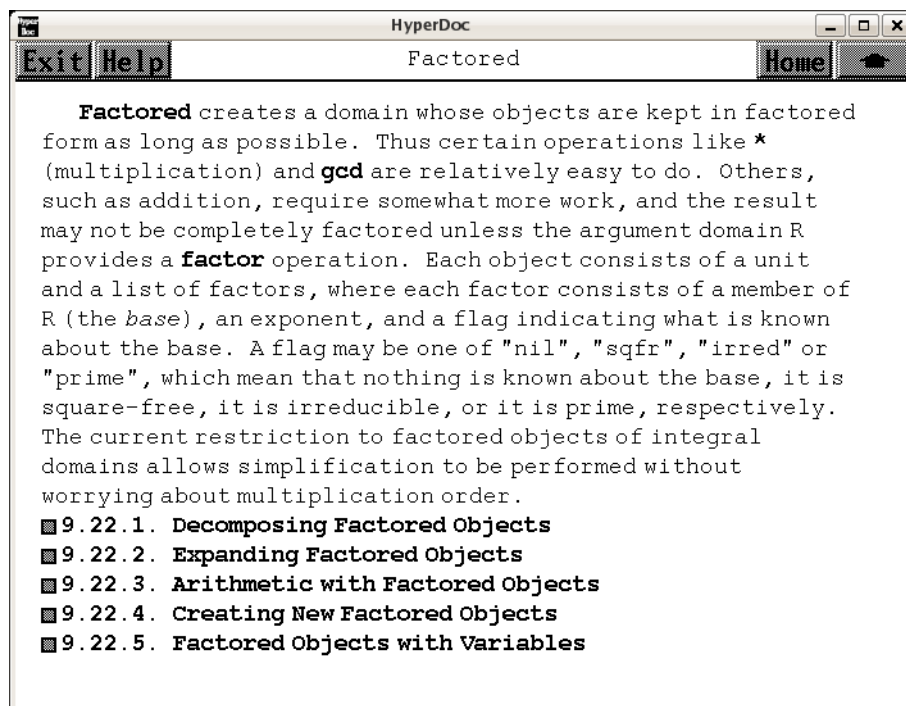 Hyper
Doc
HyperDoc
Exit Help Factored Home
Factored creates a domain whose objects are kept in factored
form as long as possible. Thus certain operations like *
(multiplication) and gcd are relatively easy to do. Others,
such as addition, require somewhat more work, and the result
may not be completely factored unless the argument domain R
provides a factor operation. Each object consists of a unit
and a list of factors, where each factor consists of a member of
R (the base), an exponent, and a flag indicating what is known
about the base. A flag may be one of "nil", "sqfr", "irred" or
"prime", which mean that nothing is known about the base, it is
square-free, it is irreducible, or it is prime, respectively.
The current restriction to factored objects of integral
domains allows simplification to be performed without
worrying about multiplication order.
9.22.1. Decomposing Factored Objects
9.22.2. Expanding Factored Objects
9.22.3. Arithmetic with Factored Objects
9.22.4. Creating New Factored Objects
9.22.5. Factored Objects with Variables